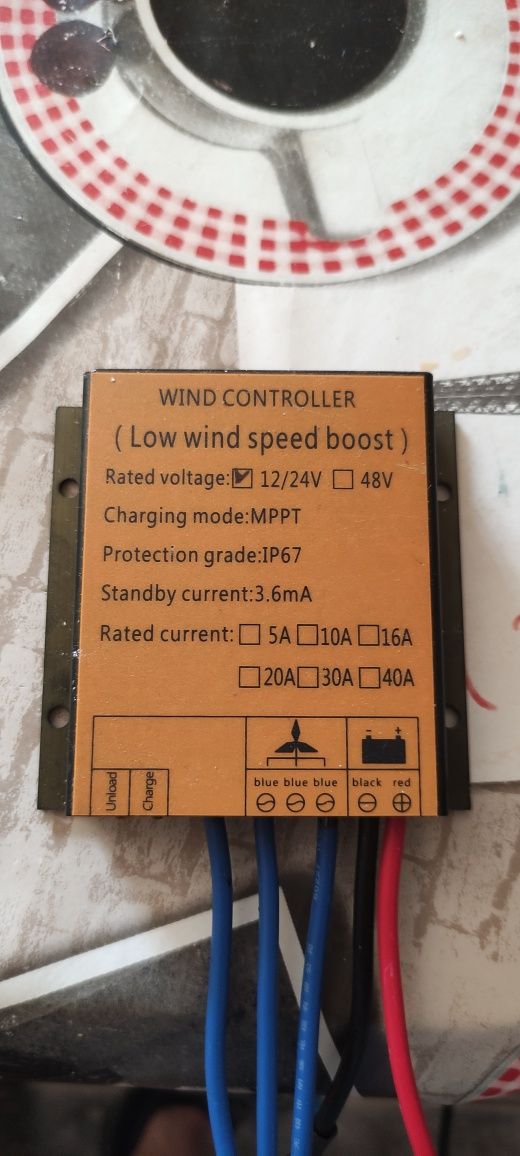 WIND CONTROLLER
( Low wind speed boost )
Rated voltage: 12/24V 48V
Charging mode:MPPT
Protection grade:IP67
Standby current:3.6mA
Rated current: 5A 10A 16A
20A 30A 40A
- +
Unload Charge blue blue blue black red